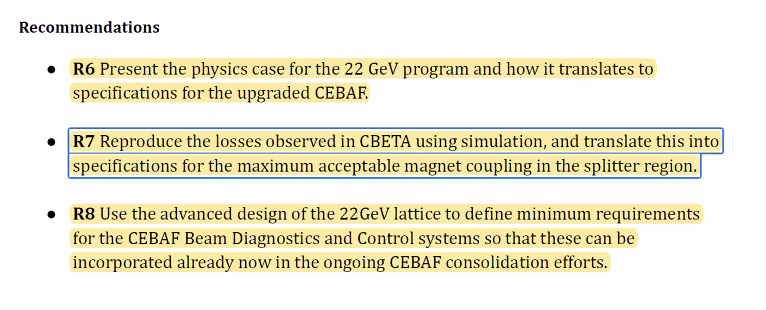 Recommendations
● R6 Present the physics case for the 22 GeV program and how it translates to
specifications for the upgraded CEBAF.
● R7 Reproduce the losses observed in CBETA using simulation, and translate this into
specifications for the maximum acceptable magnet coupling in the splitter region.
● R8 Use the advanced design of the 22GeV lattice to define minimum requirements
for the CEBAF Beam Diagnostics and Control systems so that these can be
incorporated already now in the ongoing CEBAF consolidation efforts.